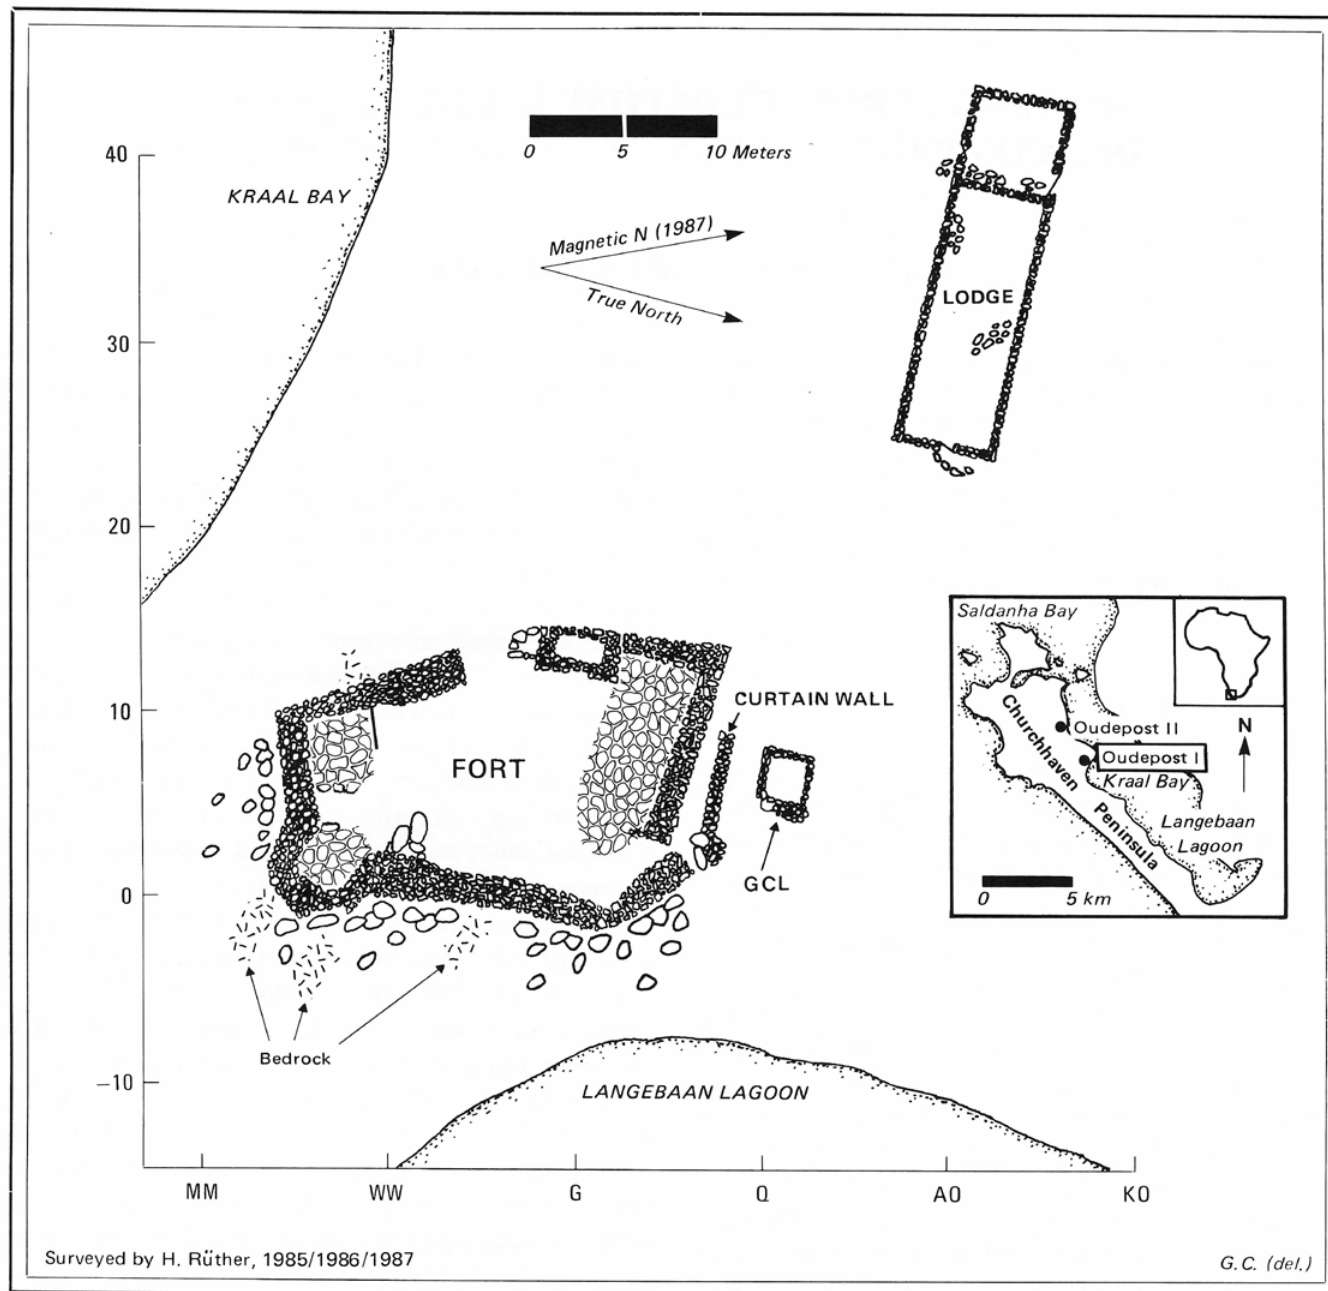 40
KRAAL BAY
0 5 10 Meters
Magnetic N (1987)
True North
30
LODGE
20
10
CURTAIN WALL
FORT
GCL
0
Bedrock
-10
LANGEBAAN LAGOON
MM WW G Q AO KO
Saldanha Bay
Churchhaven Peninsula
Oudepost II
N
Oudepost I
Kraal Bay
Langebaan
Lagoon
0 5 km
Surveyed by H. Rüther, 1985/1986/1987
G.C. (del.)